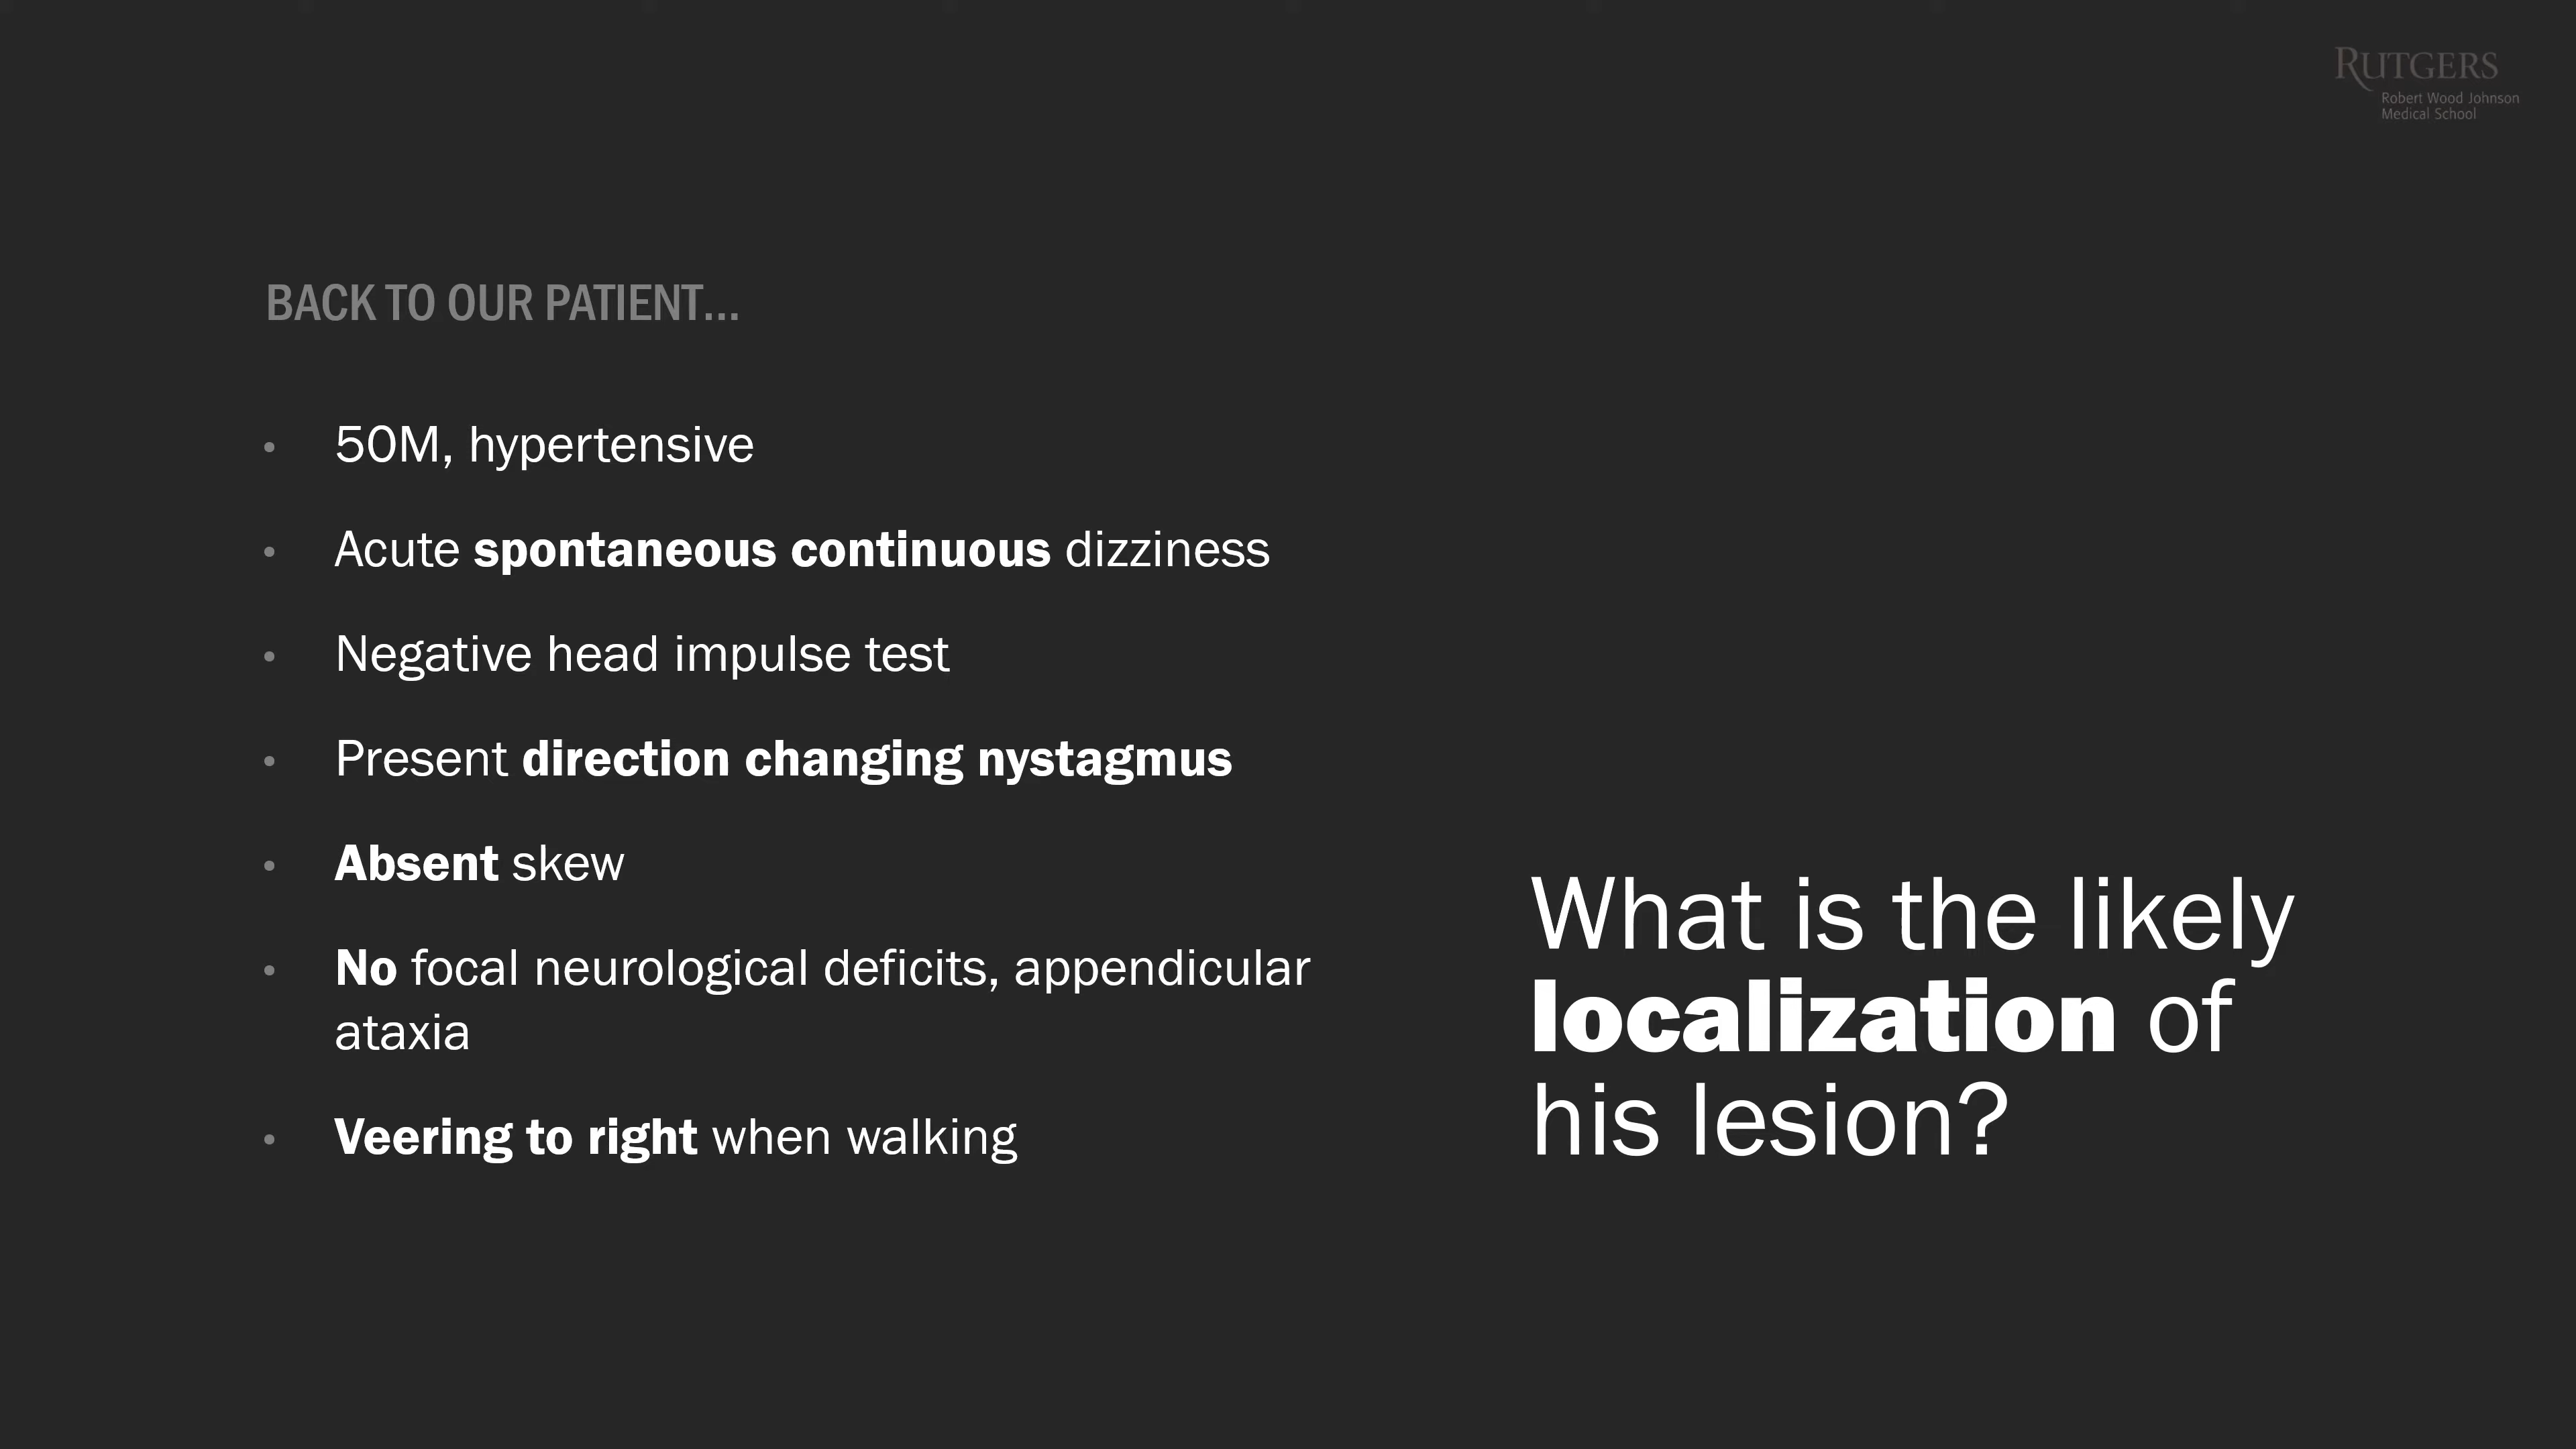 RUTGERS
Robert Wood Johnson
Medical School
BACK TO OUR PATIENT...
• 50M, hypertensive
• Acute spontaneous continuous dizziness
• Negative head impulse test
• Present direction changing nystagmus
• Absent skew
• No focal neurological deficits, appendicular
ataxia
• Veering to right when walking
What is the likely
localization of
his lesion?